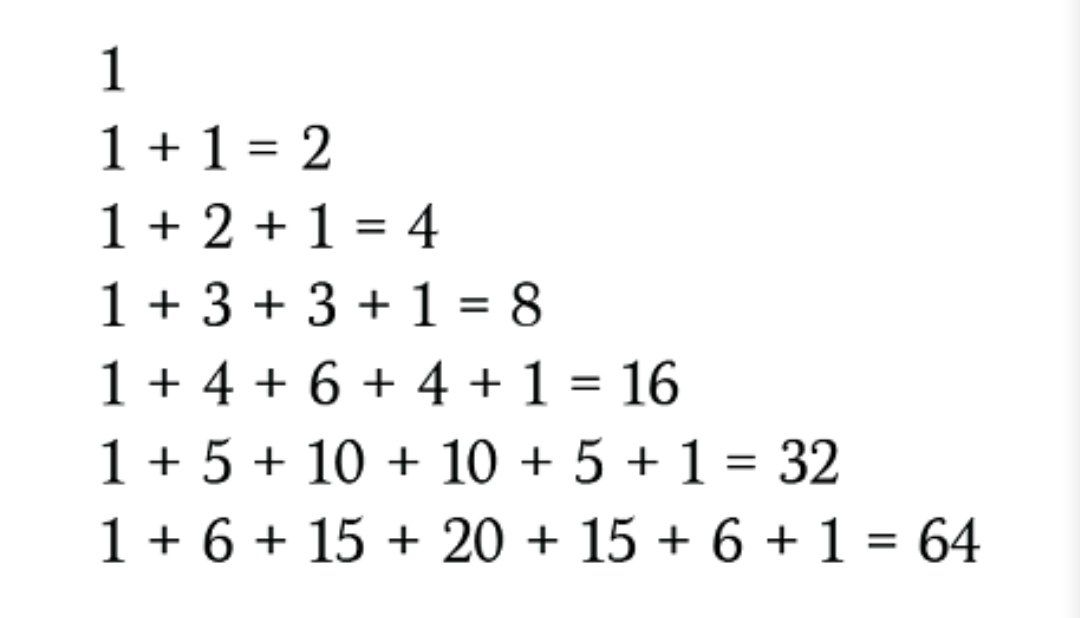 1
1 + 1 = 2
1 + 2 + 1 = 4
1 + 3 + 3 + 1 = 8
1 + 4 + 6 + 4 + 1 = 16
1 + 5 + 10 + 10 + 5 + 1 = 32
1 + 6 + 15 + 20 + 15 + 6 + 1 = 64